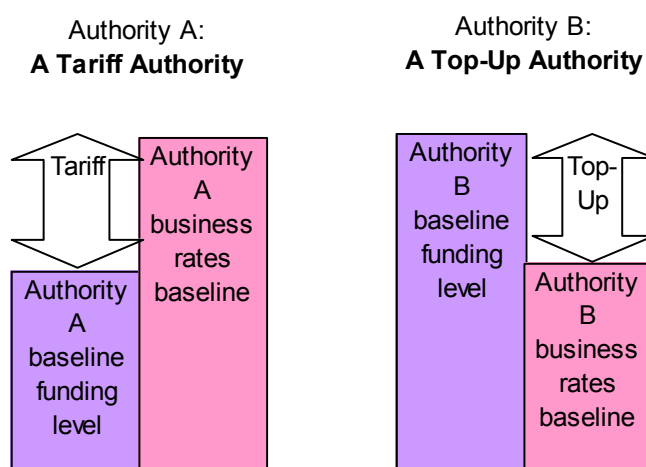 Authority A:
A Tariff Authority
Authority B:
A Top-Up Authority
Tariff
Authority
A
business
rates
baseline
Authority
A
baseline
funding
level
Authority
B
baseline
funding
level
Top-
Up
Authority
B
business
rates
baseline